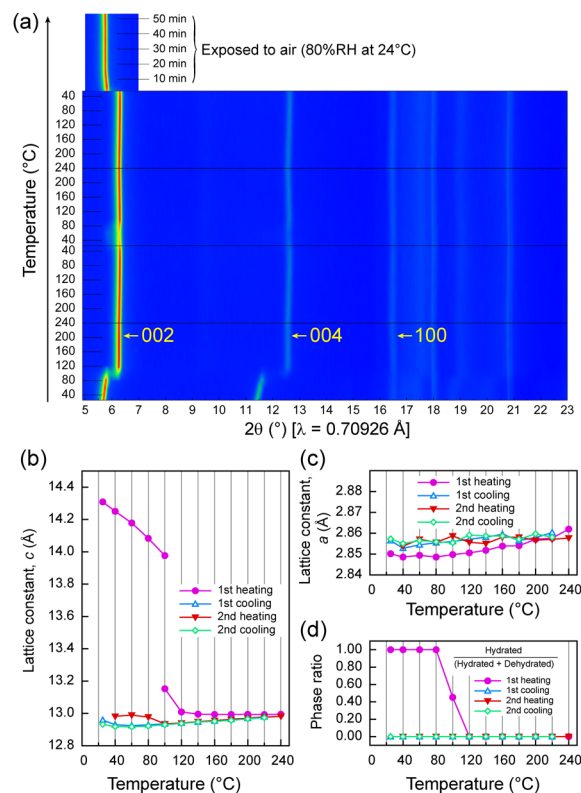 (a)
50 min
40 min
30 min
20 min
10 min
Exposed to air (80%RH at 24°C)
Temperature (°C)
40
80
120
160
200
240
200
160
120
80
40
40
80
120
160
200
240
200
160
120
80
40
002
004
100
5 6 7 8 9 10 11 12 13 14 15 16 17 18 19 20 21 22 23
2θ (°) [λ = 0.70926 Å]
(b)
Lattice constant, c (Å)
14.4
14.2
14.0
13.8
13.6
13.4
13.2
13.0
12.8
1st heating
1st cooling
2nd heating
2nd cooling
0 40 80 120 160 200 240
Temperature (°C)
(c)
Lattice constant,
a (Å)
2.88
2.87
2.86
2.85
2.84
1st heating
1st cooling
2nd heating
2nd cooling
0 40 80 120 160 200 240
Temperature (°C)
(d)
Phase ratio
1.00
0.80
0.60
0.40
0.20
0.00
Hydrated
(Hydrated + Dehydrated)
1st heating
1st cooling
2nd heating
2nd cooling
0 40 80 120 160 200 240
Temperature (°C)